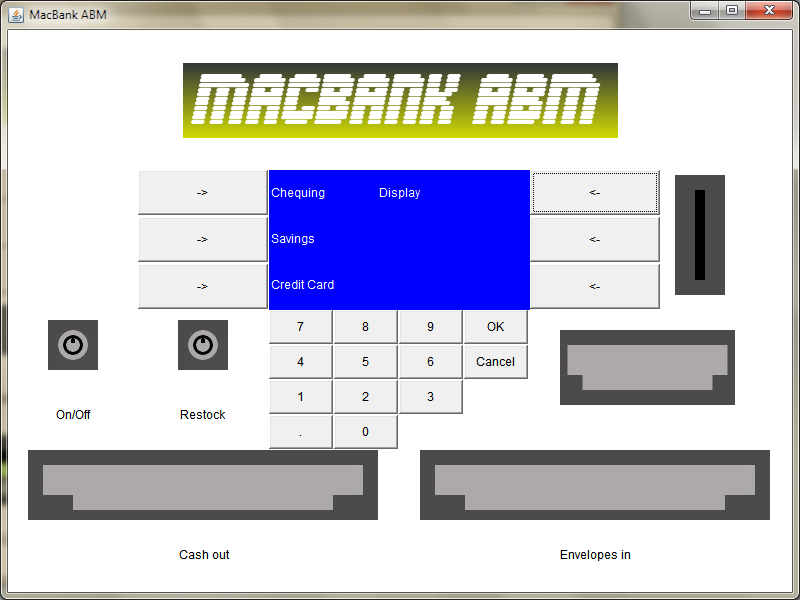 MacBank ABM
MACBANK ABM
-> Chequing Display <-
-> Savings <-
-> Credit Card <-
7 8 9 OK
4 5 6 Cancel
1 2 3
. 0
On/Off Restock
Cash out Envelopes in